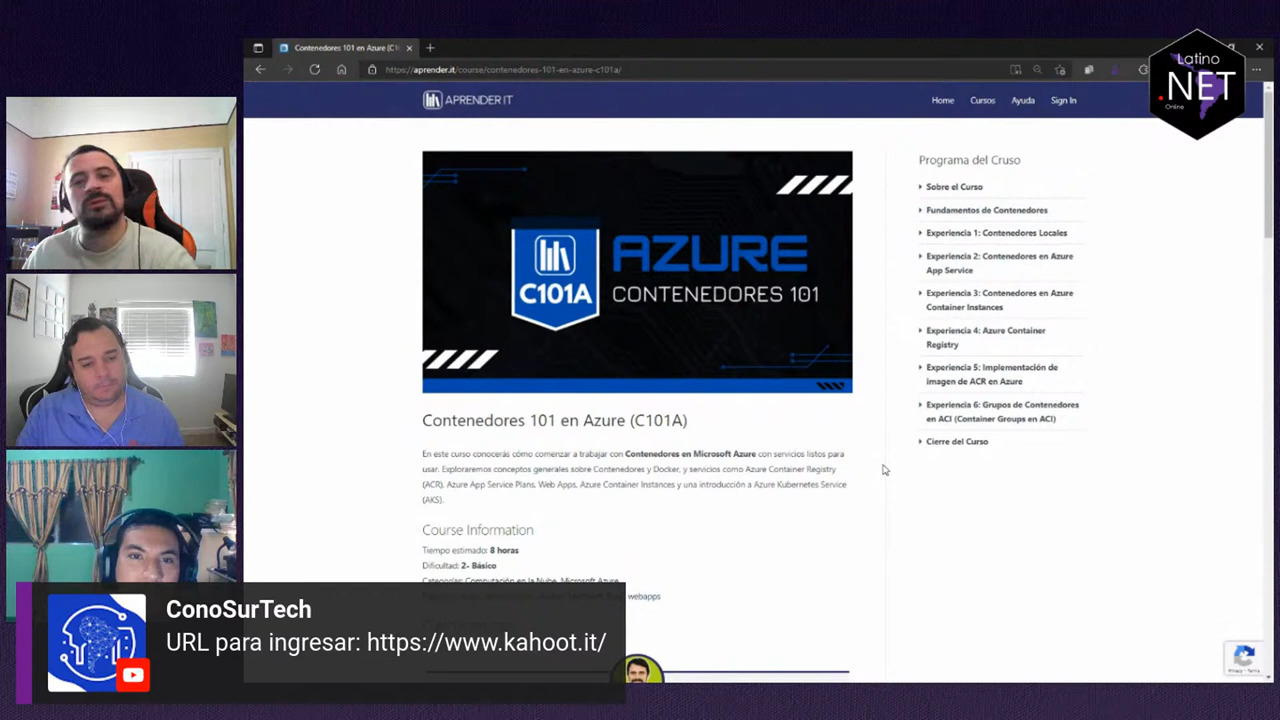 Contenedores 101 en Azure (C1
https://aprender.it/course/contenedores-101-en-azure-c101a/
Latino
.NET
Online
APRENDER IT
Home
Cursos
Ayuda
Sign In
C101A
AZURE
CONTENEDORES 101
Programa del Cruso
Sobre el Curso
Fundamentos de Contenedores
Experiencia 1: Contenedores Locales
Experiencia 2: Contenedores en Azure
App Service
Experiencia 3: Contenedores en Azure
Container Instances
Experiencia 4: Azure Container
Registry
Experiencia 5: Implementación de
imagen de ACR en Azure
Experiencia 6: Grupos de Contenedores
en ACI (Container Groups en ACI)
Cierre del Curso
Contenedores 101 en Azure (C101A)
En este curso conocerás cómo comenzar a trabajar con Contenedores en Microsoft Azure con servicios listos para
usar. Exploraremos conceptos generales sobre Contenedores y Docker, y servicios como Azure Container Registry
(ACR), Azure App Service Plans, Web Apps, Azure Container Instances y una introducción a Azure Kubernetes Service
(AKS).
Course Information
Tiempo estimado: 8 horas
Dificultad: 2- Básico
Categorías: Computación en la Nube, Microsoft Azure
webapps
ConoSurTech
URL para ingresar: https://www.kahoot.it/